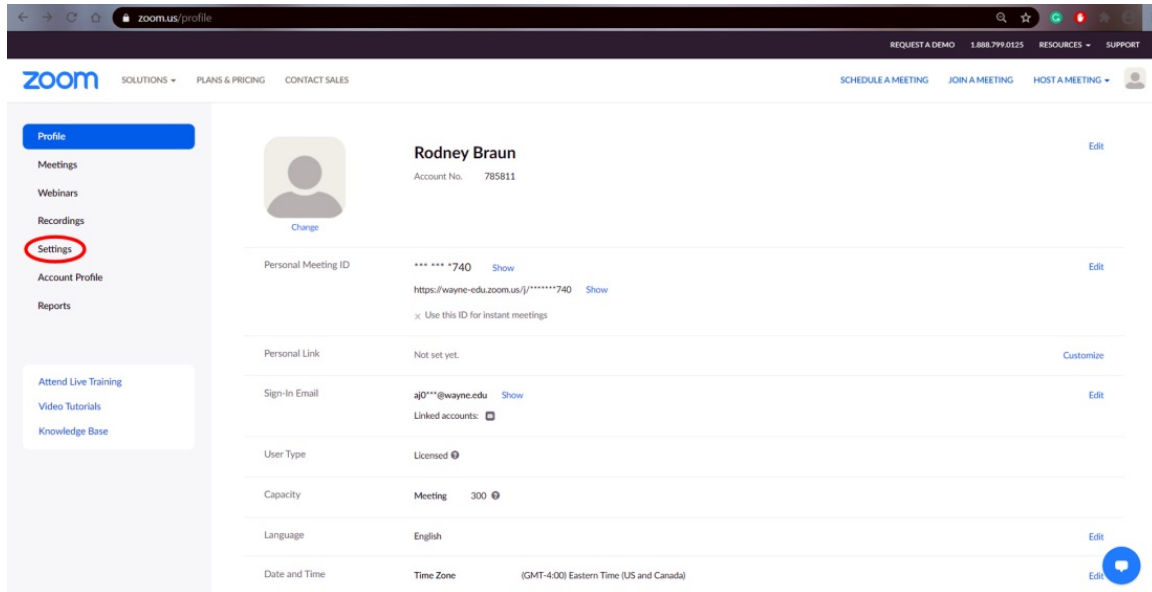 zoom.us/profile
REQUEST A DEMO 1.888.799.0125 RESOURCES SUPPORT
zoom SOLUTIONS PLANS & PRICING CONTACT SALES SCHEDULE A MEETING JOIN A MEETING HOST A MEETING
Profile
Meetings
Webinars
Recordings
Settings
Account Profile
Reports
Attend Live Training
Video Tutorials
Knowledge Base
Change
Rodney Braun Edit
Account No. 785811
Personal Meeting ID *** *** *740 Show Edit
https://wayne-edu.zoom.us/j/*******740 Show
Use this ID for instant meetings
Personal Link Not set yet. Customize
Sign-In Email aj0***@wayne.edu Show Edit
Linked accounts:
User Type Licensed
Capacity Meeting 300
Language English Edit
Date and Time Time Zone (GMT-4:00) Eastern Time (US and Canada) Edit